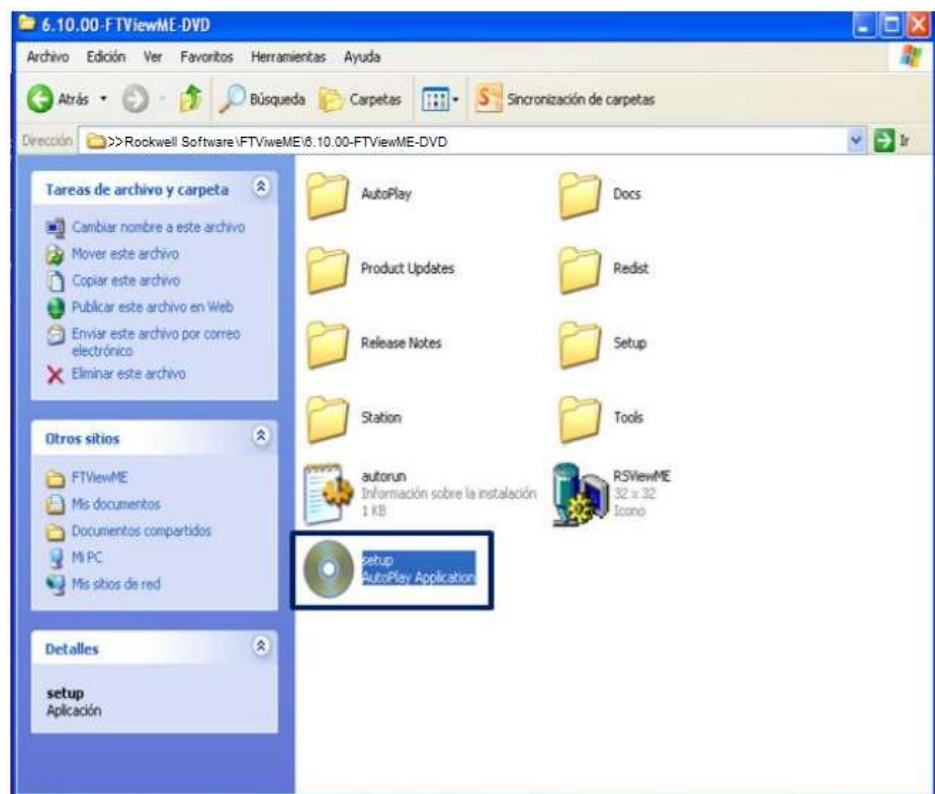 6.10.00-FTViewME-DVD
Archivo Edición Ver Favoritos Herramientas Ayuda
Atrás Búsqueda Carpetas Sincronización de carpetas
Dirección >>Rockwell Software\FTViweME\6.10.00-FTViewME-DVD Ir
Tareas de archivo y carpeta
Cambiar nombre a este archivo
Mover este archivo
Copiar este archivo
Publicar este archivo en Web
Enviar este archivo por correo
electrónico
Eliminar este archivo
Otros sitios
FTViewME
Mis documentos
Documentos compartidos
Mi PC
Mis sitios de red
Detalles
setup
Aplicación
AutoPlay
Docs
Product Updates
Redist
Release Notes
Setup
Station
Tools
autorun
Información sobre la instalación
1 KB
RSViewME
32 x 32
Icono
setup
AutoPlay Application